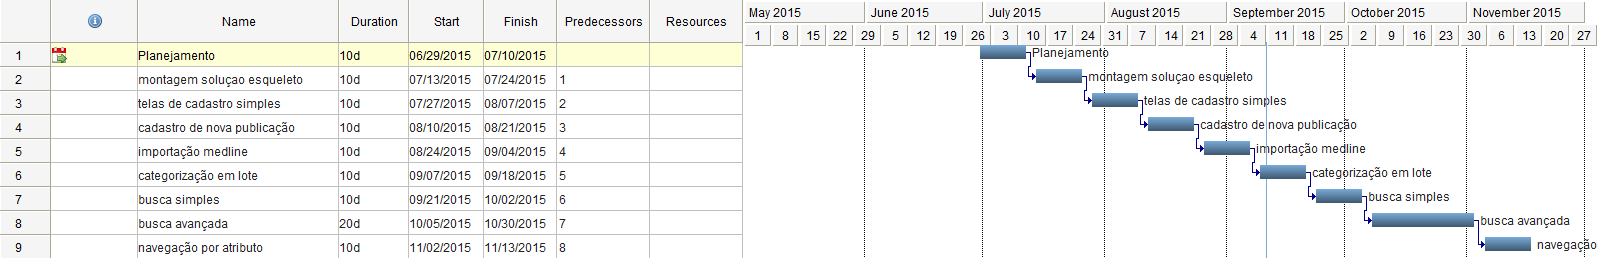 Name Duration Start Finish Predecessors Resources
May 2015 June 2015 July 2015 August 2015 September 2015 October 2015 November 2015
1 8 15 22 29 5 12 19 26 3 10 17 24 31 7 14 21 28 4 11 18 25 2 9 16 23 30 6 13 20 27
1 Planejamento 10d 06/29/2015 07/10/2015 Planejamento
2 montagem soluçao esqueleto 10d 07/13/2015 07/24/2015 1 montagem soluçao esqueleto
3 telas de cadastro simples 10d 07/27/2015 08/07/2015 2 telas de cadastro simples
4 cadastro de nova publicação 10d 08/10/2015 08/21/2015 3 cadastro de nova publicação
5 importação medline 10d 08/24/2015 09/04/2015 4 importação medline
6 categorização em lote 10d 09/07/2015 09/18/2015 5 categorização em lote
7 busca simples 10d 09/21/2015 10/02/2015 6 busca simples
8 busca avançada 20d 10/05/2015 10/30/2015 7 busca avançada
9 navegação por atributo 10d 11/02/2015 11/13/2015 8 navegação